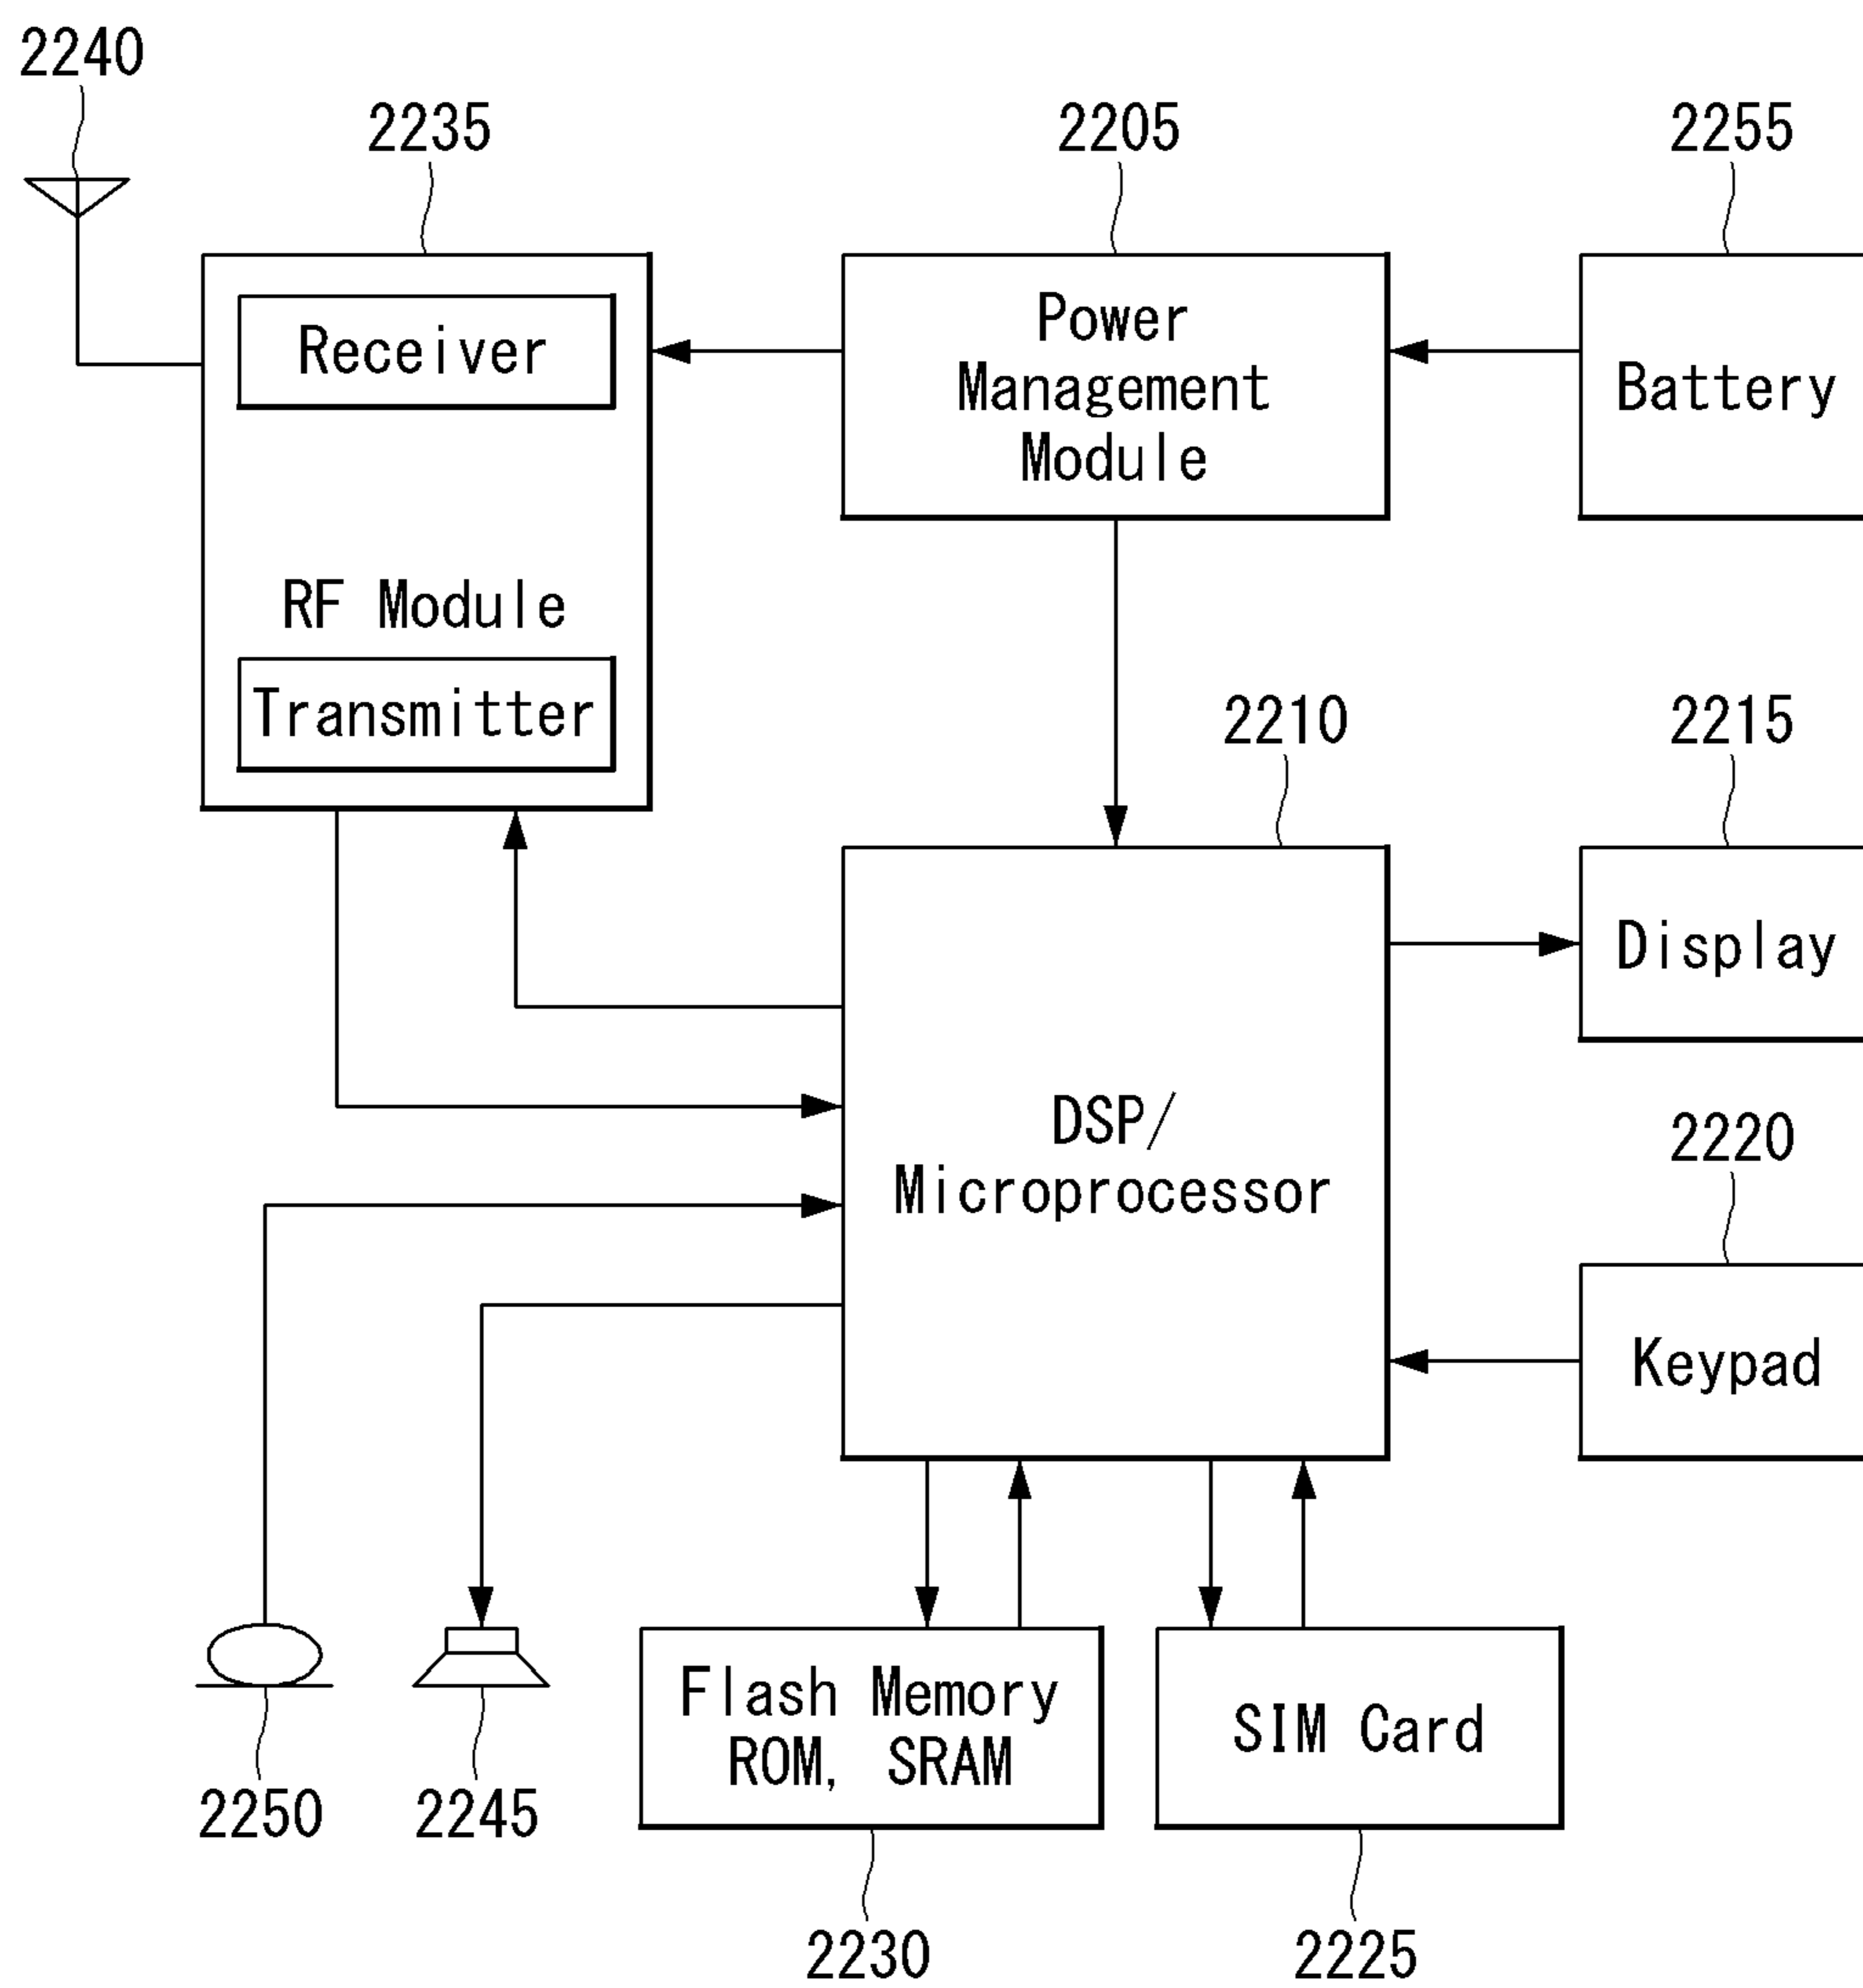 2240
2235
2205
2255
Receiver
RF Module
Transmitter
Power
Management
Module
Battery
2210
2215
DSP/
Microprocessor
Display
2220
Keypad
Flash Memory
ROM, SRAM
SIM Card
2250
2245
2230
2225